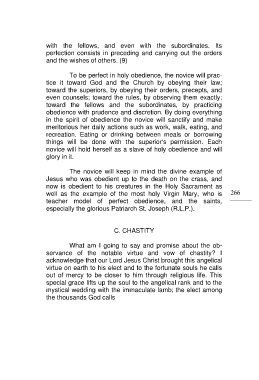 with the fellows, and even with the subordinates. Its
perfection consists in preceding and carrying out the orders
and the wishes of others. (9)
To be perfect in holy obedience, the novice will prac-
tice it toward God and the Church by obeying their law;
toward the superiors, by obeying their orders, precepts, and
even counsels; toward the rules, by observing them exactly;
toward the fellows and the subordinates, by practicing
obedience with prudence and discretion. By doing everything
in the spirit of obedience the novice will sanctify and make
meritorious her daily actions such as work, walk, eating, and
recreation. Eating or drinking between meals or borrowing
things will be done with the superior's permission. Each
novice will hold herself as a slave of holy obedience and will
glory in it.
The novice will keep in mind the divine example of
Jesus who was obedient up to the death on the crass, and
now is obedient to his creatures in the Holy Sacrament as
well as the example of the most holy Virgin Mary, who is
teacher model of perfect obedience, and the saints,
especially the glorious Patriarch St. Joseph (R.L.P.).
266
C. CHASTITY
What am I going to say and promise about the ob-
servance of the notable virtue and vow of chastity? I
acknowledge that our Lord Jesus Christ brought this angelical
virtue on earth to his elect and to the fortunate souls he calls
out of mercy to be closer to him through religious life. This
special grace lifts up the soul to the angelical rank and to the
mystical wedding with the immaculate lamb; the elect among
the thousands God calls